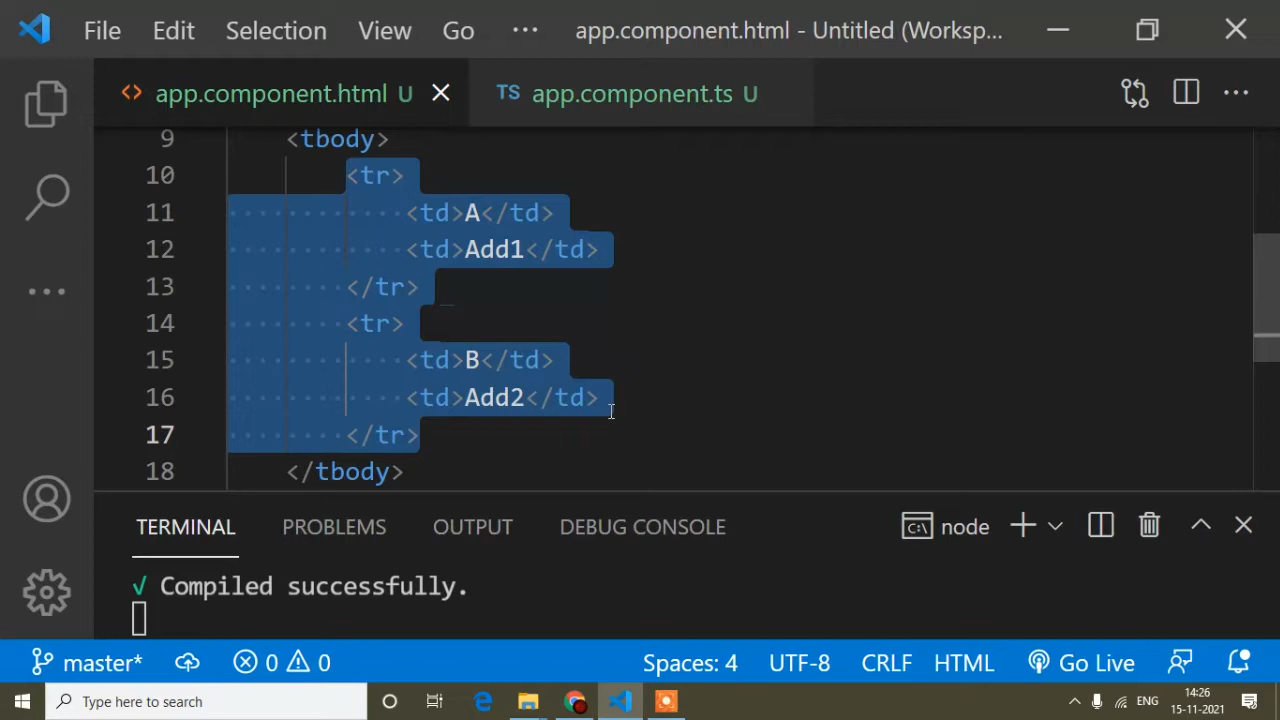 File Edit Selection View Go ··· app.component.html - Untitled (Worksp...
<> app.component.html U TS app.component.ts U
9 <tbody>
10 <tr>
11 <td>A</td>
12 <td>Add1</td>
13 </tr>
14 <tr>
15 <td>B</td>
16 <td>Add2</td>
17 </tr>
18 </tbody>
TERMINAL PROBLEMS OUTPUT DEBUG CONSOLE node
√ Compiled successfully.
master* 0 0 Spaces: 4 UTF-8 CRLF HTML Go Live
Type here to search ENG 14:26
15-11-2021